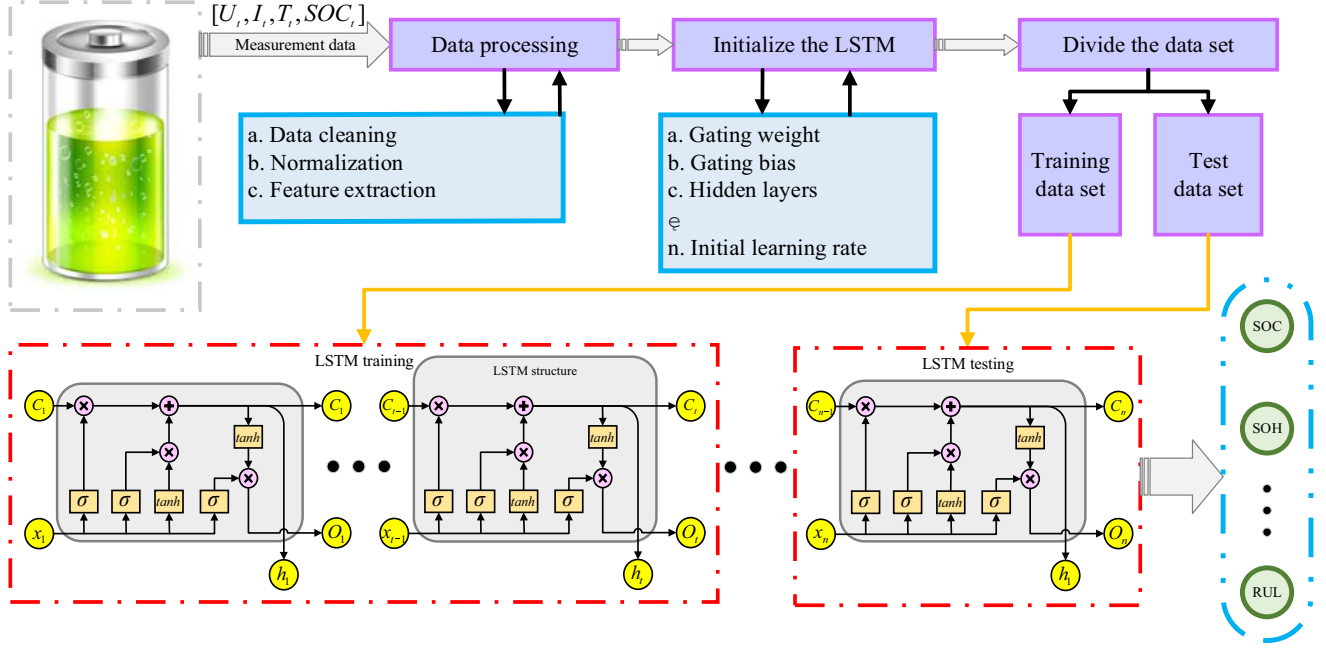 [U_t, I_t, T_t, SOC_t]
Measurement data
Data processing
Initialize the LSTM
Divide the data set
a. Data cleaning
b. Normalization
c. Feature extraction
a. Gating weight
b. Gating bias
c. Hidden layers
ę
n. Initial learning rate
Training
data set
Test
data set
LSTM training
LSTM structure
C_1
×
+
C_1
tanh
×
×
σ
σ
tanh
σ
x_1
O_1
h_1
C_{t-1}
×
+
C_t
tanh
×
×
σ
σ
tanh
σ
x_{t-1}
O_t
h_t
LSTM testing
C_{n-1}
×
+
C_n
tanh
×
×
σ
σ
tanh
σ
x_n
O_n
h_1
SOC
SOH
RUL